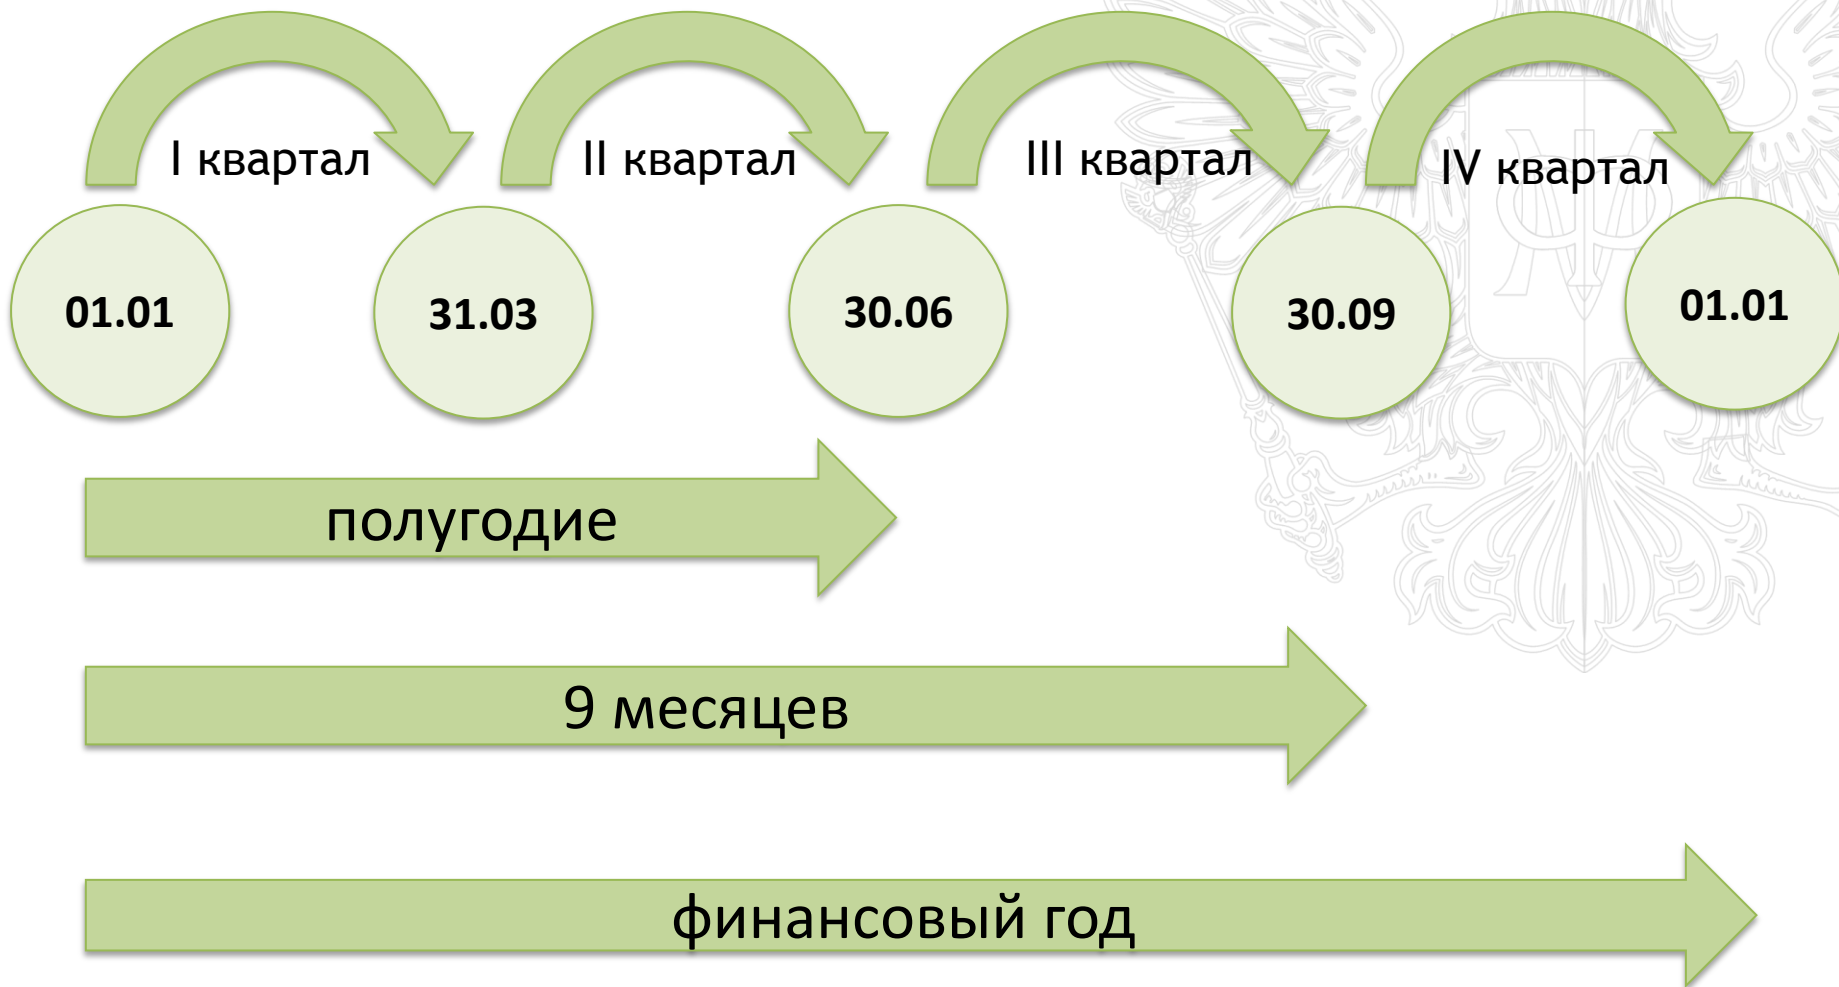 I квартал
II квартал
III квартал
IV квартал
01.01
31.03
30.06
30.09
01.01
полугодие
9 месяцев
финансовый год